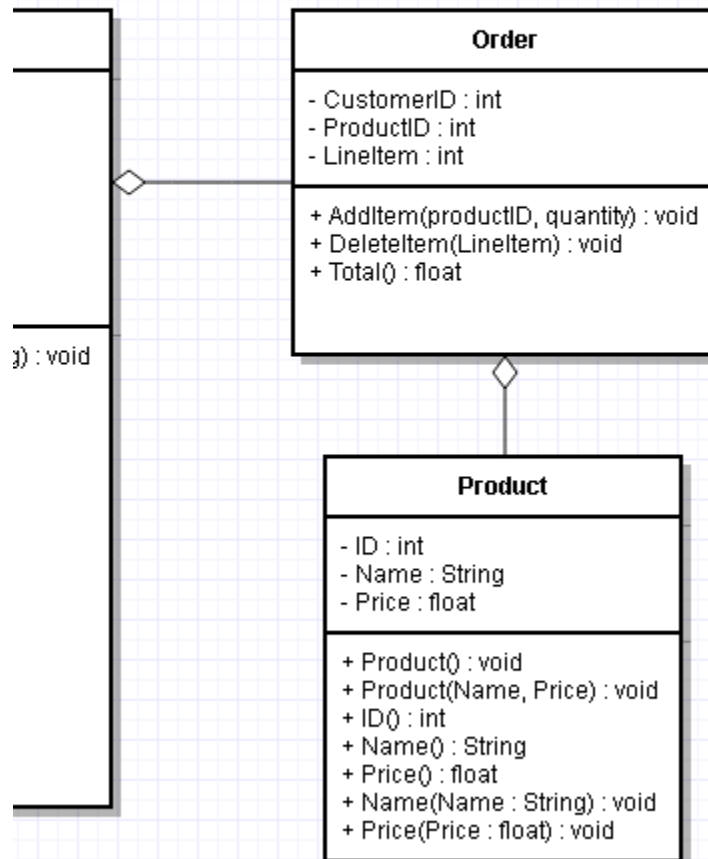 Order
- CustomerID : int
- ProductID : int
- LineItem : int
+ AddItem(productID, quantity) : void
+ DeleteItem(LineItem) : void
+ Total() : float
g) : void
Product
- ID : int
- Name : String
- Price : float
+ Product() : void
+ Product(Name, Price) : void
+ ID() : int
+ Name() : String
+ Price() : float
+ Name(Name : String) : void
+ Price(Price : float) : void